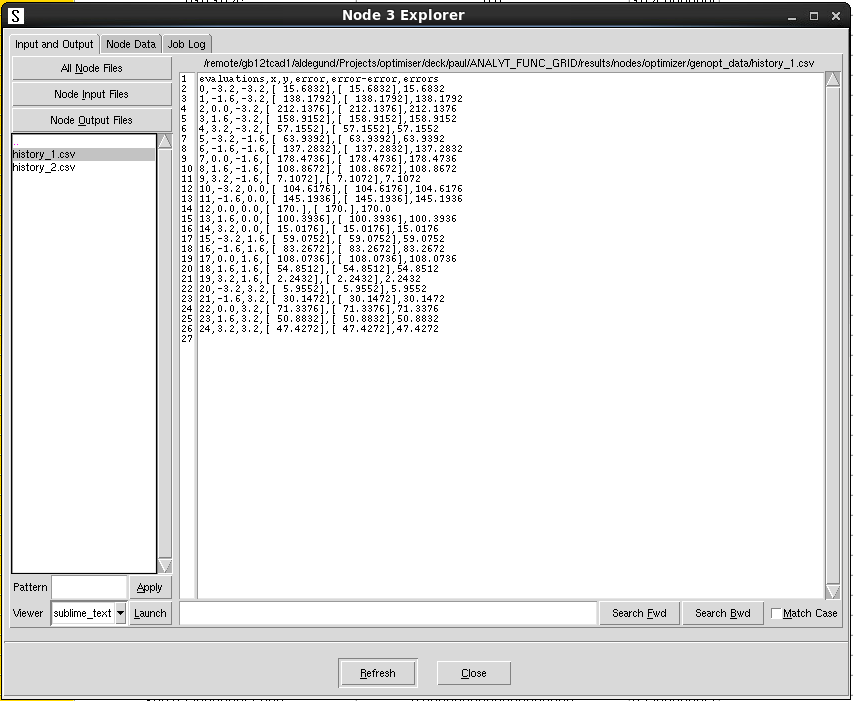 S
Node 3 Explorer
Input and Output
Node Data
Job Log
All Node Files
Node Input Files
Node Output Files
..
history_1.csv
history_2.csv
Pattern
Apply
Viewer
sublime_text
Launch
/remote/gb12tcad1/aldegund/Projects/optimiser/deck/paul/ANALYT_FUNC_GRID/results/nodes/optimizer/genopt_data/history_1.csv
1 evaluations,x,y,error,error-error,errors
2 0,-3.2,-3.2,[ 15.6832],[ 15.6832],15.6832
3 1,-1.6,-3.2,[ 138.1792],[ 138.1792],138.1792
4 2,0.0,-3.2,[ 212.1376],[ 212.1376],212.1376
5 3,1.6,-3.2,[ 158.9152],[ 158.9152],158.9152
6 4,3.2,-3.2,[ 57.1552],[ 57.1552],57.1552
7 5,-3.2,-1.6,[ 63.9392],[ 63.9392],63.9392
8 6,-1.6,-1.6,[ 137.2832],[ 137.2832],137.2832
9 7,0.0,-1.6,[ 178.4736],[ 178.4736],178.4736
10 8,1.6,-1.6,[ 108.8672],[ 108.8672],108.8672
11 9,3.2,-1.6,[ 7.1072],[ 7.1072],7.1072
12 10,-3.2,0.0,[ 104.6176],[ 104.6176],104.6176
13 11,-1.6,0.0,[ 145.1936],[ 145.1936],145.1936
14 12,0.0,0.0,[ 170.],[ 170.],170.0
15 13,1.6,0.0,[ 100.3936],[ 100.3936],100.3936
16 14,3.2,0.0,[ 15.0176],[ 15.0176],15.0176
17 15,-3.2,1.6,[ 59.0752],[ 59.0752],59.0752
18 16,-1.6,1.6,[ 83.2672],[ 83.2672],83.2672
19 17,0.0,1.6,[ 108.0736],[ 108.0736],108.0736
20 18,1.6,1.6,[ 54.8512],[ 54.8512],54.8512
21 19,3.2,1.6,[ 2.2432],[ 2.2432],2.2432
22 20,-3.2,3.2,[ 5.9552],[ 5.9552],5.9552
23 21,-1.6,3.2,[ 30.1472],[ 30.1472],30.1472
24 22,0.0,3.2,[ 71.3376],[ 71.3376],71.3376
25 23,1.6,3.2,[ 50.8832],[ 50.8832],50.8832
26 24,3.2,3.2,[ 47.4272],[ 47.4272],47.4272
27
Search Fwd
Search Bwd
Match Case
Refresh
Close